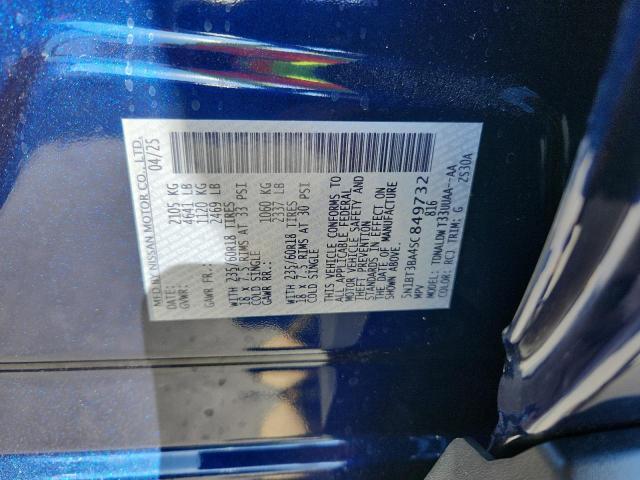 MFD BY NISSAN MOTOR CO., LTD.
DATE: 04/25
GVWR: 2105 KG
4641 LB
GAWR FR.: 1120 KG
2469 LB
235/60R18 TIRES
18 x 7.5 RIMS AT 33 PSI
COLD SINGLE
GWR RR.: 1060 KG
2337 LB
WITH: 235/60R18 TIRES
18 x 7.5 RIMS AT 30 PSI
COLD SINGLE
THIS VEHICLE CONFORMS TO
ALL APPLICABLE FEDERAL
MOTOR VEHICLE SAFETY AND
THEFT PREVENTION
STANDARDS IN EFFECT ON
THE DATE OF MANUFACTURE
SHOWN ABOVE.
5N1BT3BA4SC849732
MPV 816
MODEL: TDNALDW T33UUAA--AA
COLOR: RCJ TRIM: G 2S30A